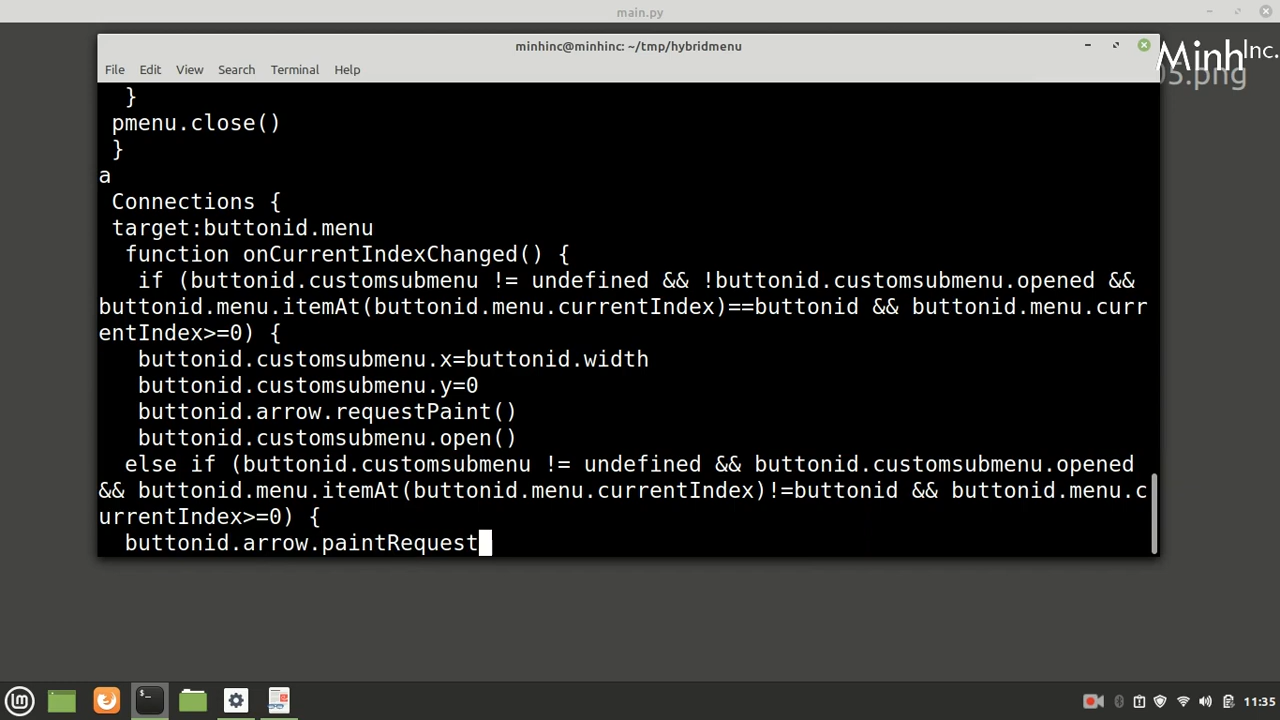 main.py
minhinc@minhinc: ~/tmp/hybridmenu
Minh Inc.
05.png
File Edit View Search Terminal Help
}
pmenu.close()
}
a
Connections {
target:buttonid.menu
function onCurrentIndexChanged() {
if (buttonid.customsubmenu != undefined && !buttonid.customsubmenu.opened &&
buttonid.menu.itemAt(buttonid.menu.currentIndex)==buttonid && buttonid.menu.curr
entIndex>=0) {
buttonid.customsubmenu.x=buttonid.width
buttonid.customsubmenu.y=0
buttonid.arrow.requestPaint()
buttonid.customsubmenu.open()
else if (buttonid.customsubmenu != undefined && buttonid.customsubmenu.opened
&& buttonid.menu.itemAt(buttonid.menu.currentIndex)!=buttonid && buttonid.menu.c
urrentIndex>=0) {
buttonid.arrow.paintRequest
11:35